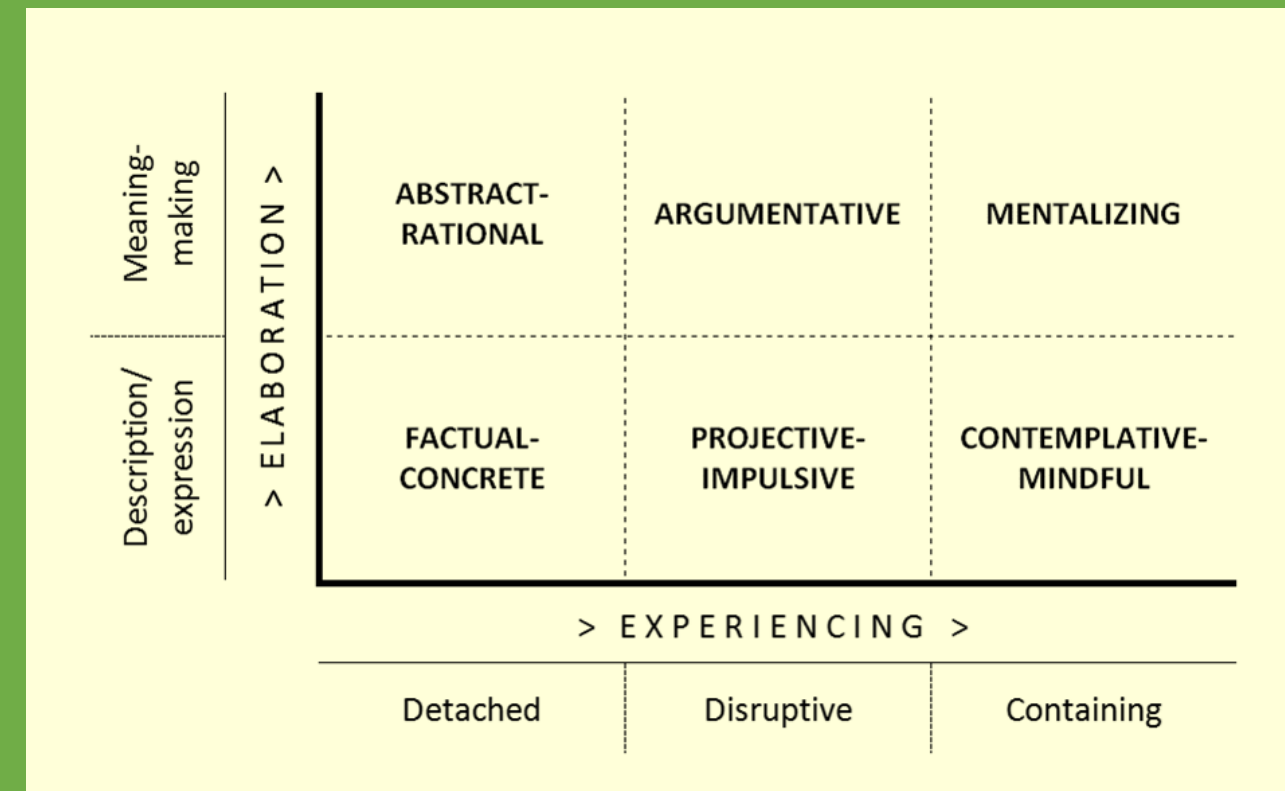 Meaning-
making
> ELABORATION >
ABSTRACT-
RATIONAL
ARGUMENTATIVE
MENTALIZING
Description/
expression
FACTUAL-
CONCRETE
PROJECTIVE-
IMPULSIVE
CONTEMPLATIVE-
MINDFUL
> EXPERIENCING >
Detached
Disruptive
Containing